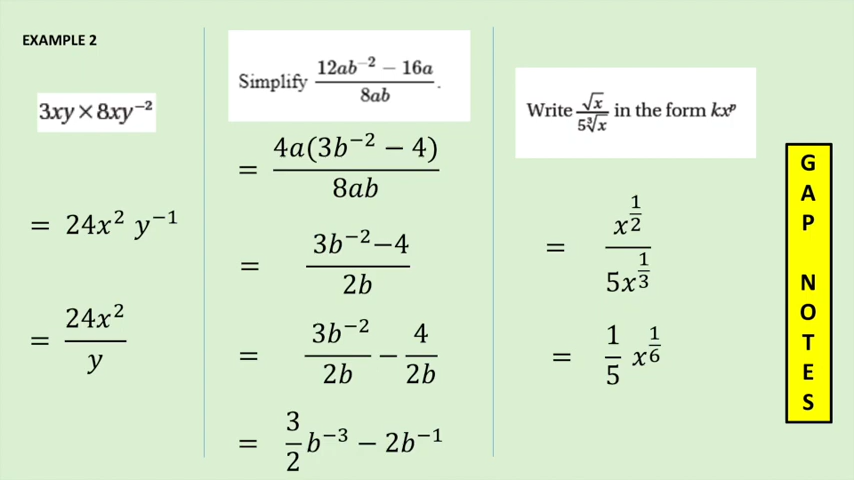 EXAMPLE 2
3xy × 8xy⁻²
= 24x² y⁻¹
= 24x²/y
Simplify (12ab⁻² − 16a)/(8ab).
= 4a(3b⁻² − 4)/(8ab)
= (3b⁻²−4)/(2b)
= 3b⁻²/(2b) − 4/(2b)
= 3/2 b⁻³ − 2b⁻¹
Write √x/(5∛x) in the form kxᵖ
= x^(1/2)/(5x^(1/3))
= 1/5 x^(1/6)
GAP NOTES